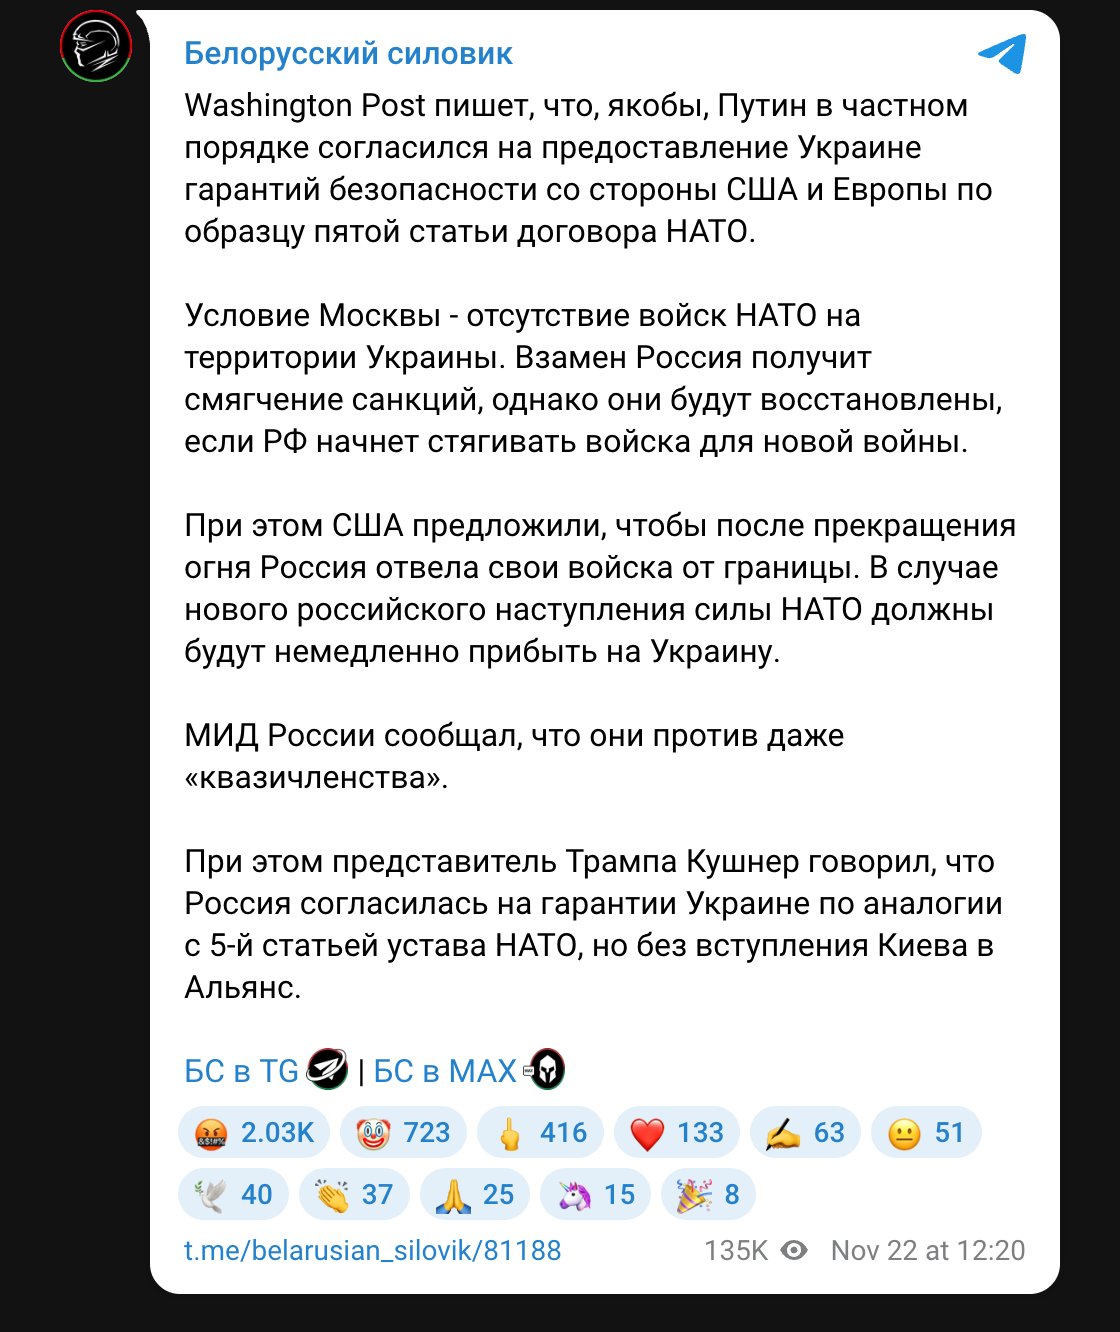 Белорусский силовик
Washington Post пишет, что, якобы, Путин в частном
порядке согласился на предоставление Украине
гарантий безопасности со стороны США и Европы по
образцу пятой статьи договора НАТО.
Условие Москвы - отсутствие войск НАТО на
территории Украины. Взамен Россия получит
смягчение санкций, однако они будут восстановлены,
если РФ начнет стягивать войска для новой войны.
При этом США предложили, чтобы после прекращения
огня Россия отвела свои войска от границы. В случае
нового российского наступления силы НАТО должны
будут немедленно прибыть на Украину.
МИД России сообщал, что они против даже
«квазичленства».
При этом представитель Трампа Кушнер говорил, что
Россия согласилась на гарантии Украине по аналогии
с 5-й статьей устава НАТО, но без вступления Киева в
Альянс.
БС в TG | БС в MAX
2.03K 723 416 133 63 51
40 37 25 15 8
t.me/belarusian_silovik/81188 135K Nov 22 at 12:20